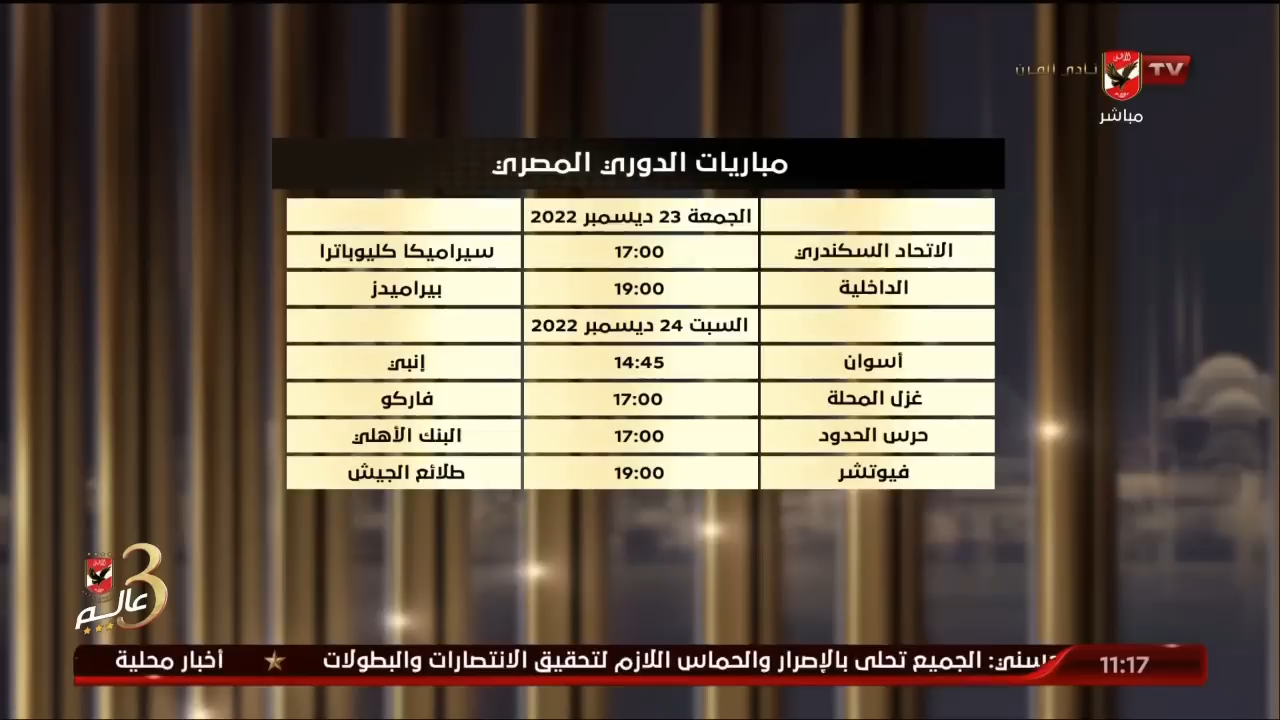 نادي القرن
TV
مباشر
مباريات الدوري المصري
الجمعة 23 ديسمبر 2022
الاتحاد السكندري 17:00 سيراميكا كليوباترا
الداخلية 19:00 بيراميدز
السبت 24 ديسمبر 2022
أسوان 14:45 إنبي
غزل المحلة 17:00 فاركو
حرس الحدود 17:00 البنك الأهلي
فيوتشر 19:00 طلائع الجيش
3 عالم
11:17 الجميع تحلى بالإصرار والحماس اللازم لتحقيق الانتصارات والبطولات أخبار محلية